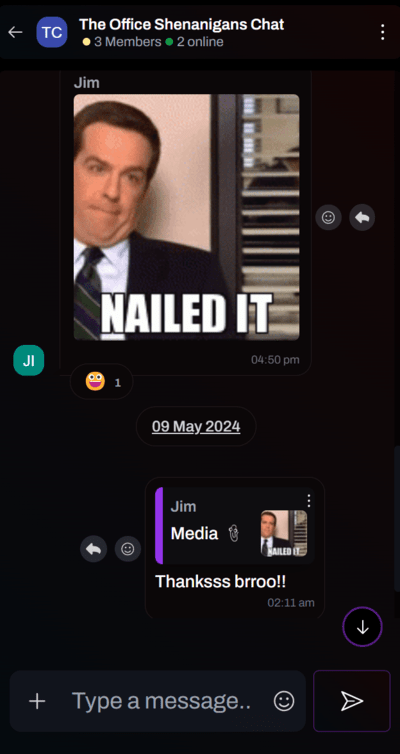 TC
The Office Shenanigans Chat
3 Members 2 online
Jim
NAILED IT
04:50 pm
JI
1
09 May 2024
Jim
Media
NAILED IT
Thanksss brroo!!
02:11 am
Type a message..